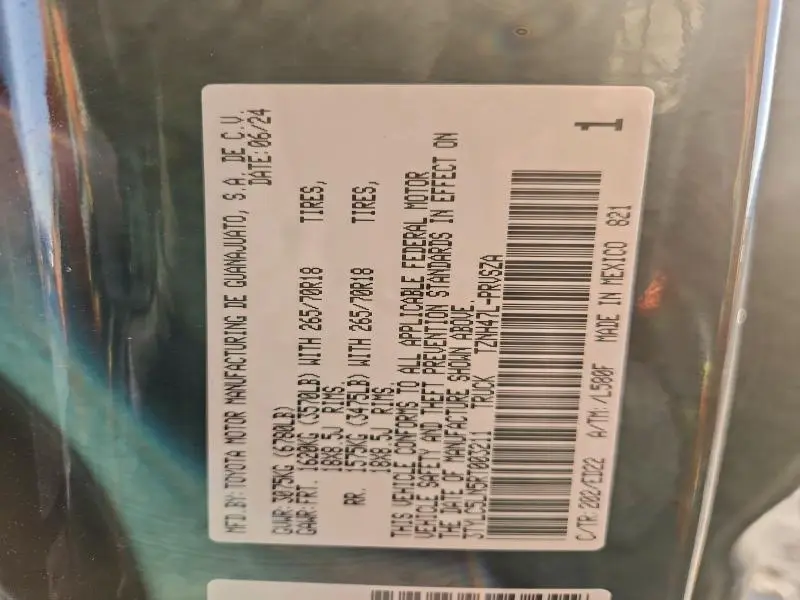 MFD.BY: TOYOTA MOTOR MANUFACTURING DE GUANAJUATO, S.A. DE C.V.
DATE: 06/24
GVWR: 3075KG (6780LB)
GAWR: FRT. 1620KG (3570LB) WITH 265/70R18 TIRES,
18X8.5J RIMS.
RR. 1575KG (3475LB) WITH 265/70R18 TIRES,
18X8.5J RIMS.
THIS VEHICLE CONFORMS TO ALL APPLICABLE FEDERAL MOTOR
VEHICLE SAFETY AND THEFT PREVENTION STANDARDS IN EFFECT ON
THE DATE OF MANUFACTURE SHOWN ABOVE.
3TYLC5LN5RT003211 TRUCK TZNH47L-PRVSZA
C/TR: 202/ED22 A/TM: /L580F MADE IN MEXICO 821
1